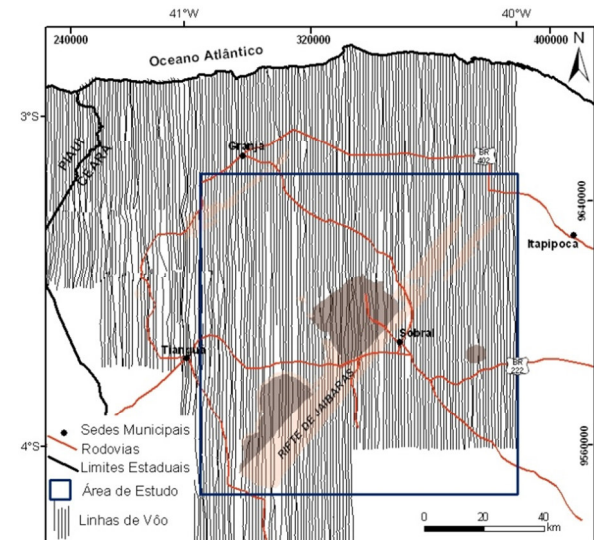 41°W
40°W
240000
320000
400000
N
Oceano Atlântico
3°S
PIAUÍ
CEARÁ
Granja
BR
402
9640000
Itapipoca
Sobral
Tianguá
BR
222
RIFTE DE JAIBARAS
Sedes Municipais
Rodovias
4°S
Limites Estaduais
9560000
Área de Estudo
Linhas de Vôo
0 20 40
km